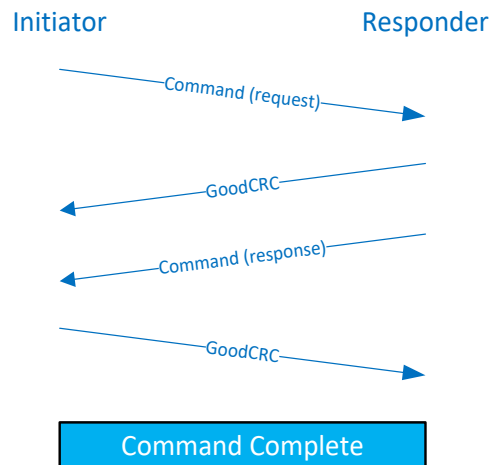 Initiator
Responder
Command (request)
GoodCRC
Command (response)
GoodCRC
Command Complete